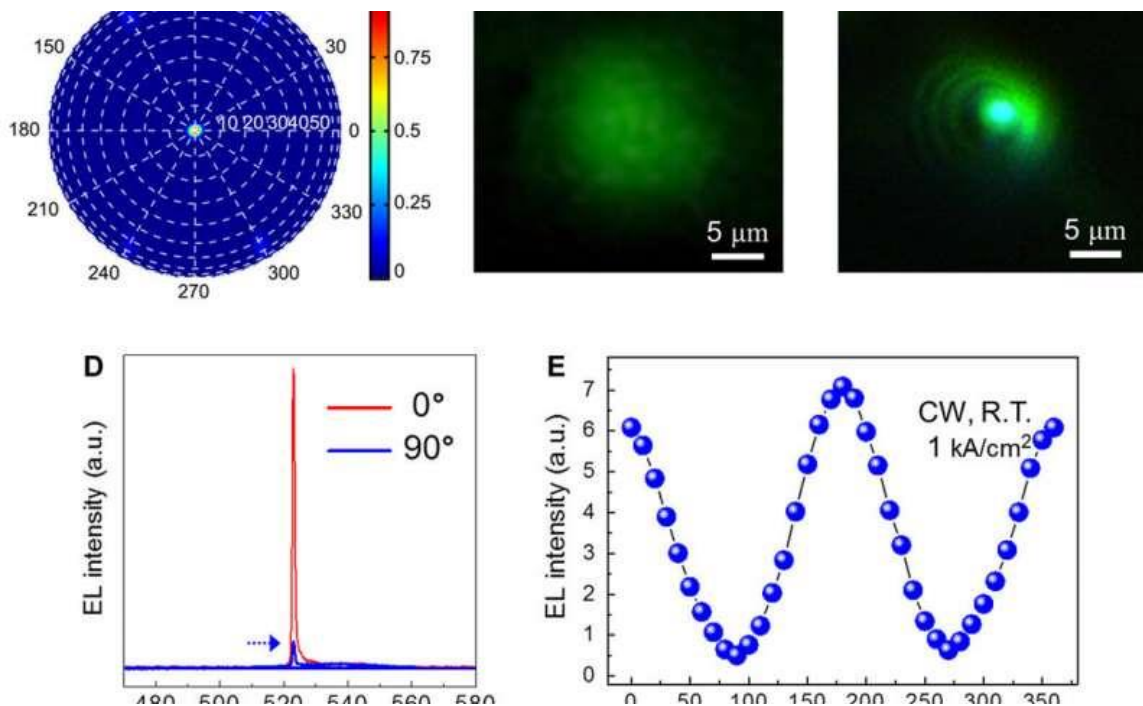 150
30
180
10 20 30 40 50
0
210
330
240
300
270
0.75
0.5
0.25
0
5 μm
5 μm
D
0°
90°
EL intensity (a.u.)
480 500 520 540 560 580
E
CW, R.T.
1 kA/cm²
EL intensity (a.u.)
7
6
5
4
3
2
1
0
0 50 100 150 200 250 300 350